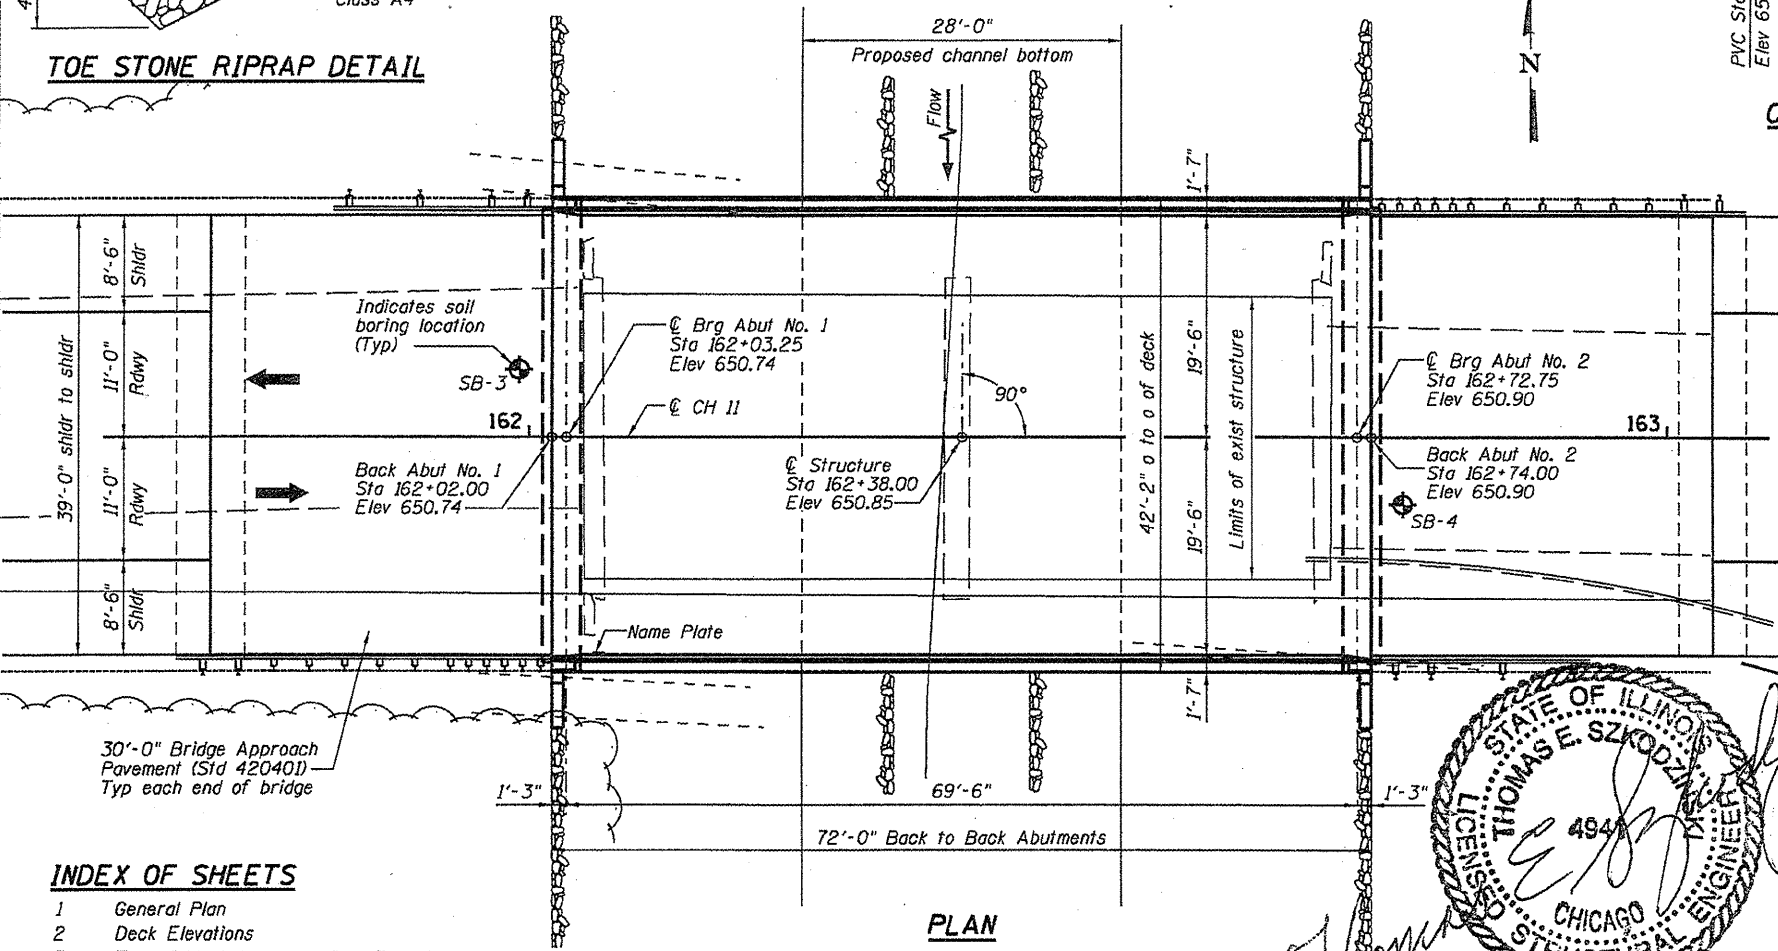 Class A4
TOE STONE RIPRAP DETAIL
28'-0"
Proposed channel bottom
Flow
N
PVC Sta
Elev 65
1'-7"
8'-6"
Shldr
11'-0"
Rdwy
39'-0" shldr to shldr
11'-0"
Rdwy
8'-6"
Shldr
Indicates soil
boring location
(Typ)
SB-3
℄ Brg Abut No. 1
Sta 162+03.25
Elev 650.74
℄ CH 11
162
Back Abut No. 1
Sta 162+02.00
Elev 650.74
℄ Structure
Sta 162+38.00
Elev 650.85
90°
42'-2" o to o of deck
19'-6"
19'-6"
Limits of exist structure
℄ Brg Abut No. 2
Sta 162+72.75
Elev 650.90
163
Back Abut No. 2
Sta 162+74.00
Elev 650.90
SB-4
Name Plate
1'-7"
30'-0" Bridge Approach
Pavement (Std 420401)
Typ each end of bridge
1'-3"
69'-6"
1'-3"
72'-0" Back to Back Abutments
INDEX OF SHEETS
1 General Plan
2 Deck Elevations
PLAN
STATE OF ILLINOIS
THOMAS E. SZKODZINSKI
494
CHICAGO
LICENSED STRUCTURAL ENGINEER